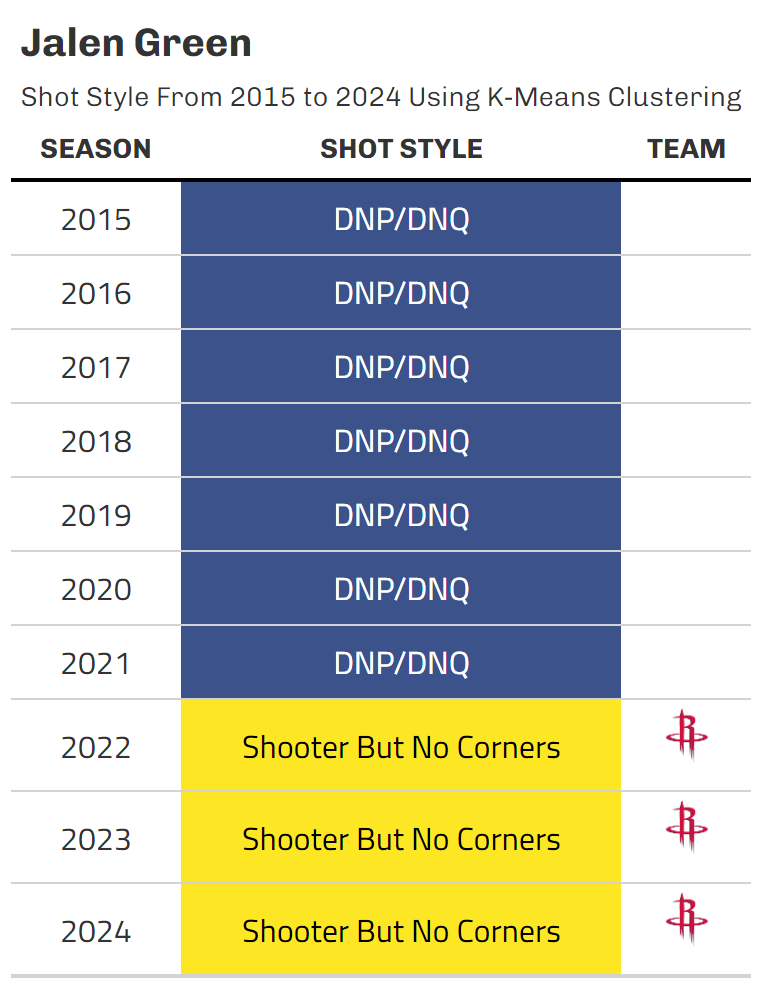 Jalen Green
Shot Style From 2015 to 2024 Using K-Means Clustering
SEASON SHOT STYLE TEAM
2015 DNP/DNQ
2016 DNP/DNQ
2017 DNP/DNQ
2018 DNP/DNQ
2019 DNP/DNQ
2020 DNP/DNQ
2021 DNP/DNQ
2022 Shooter But No Corners R
2023 Shooter But No Corners R
2024 Shooter But No Corners R